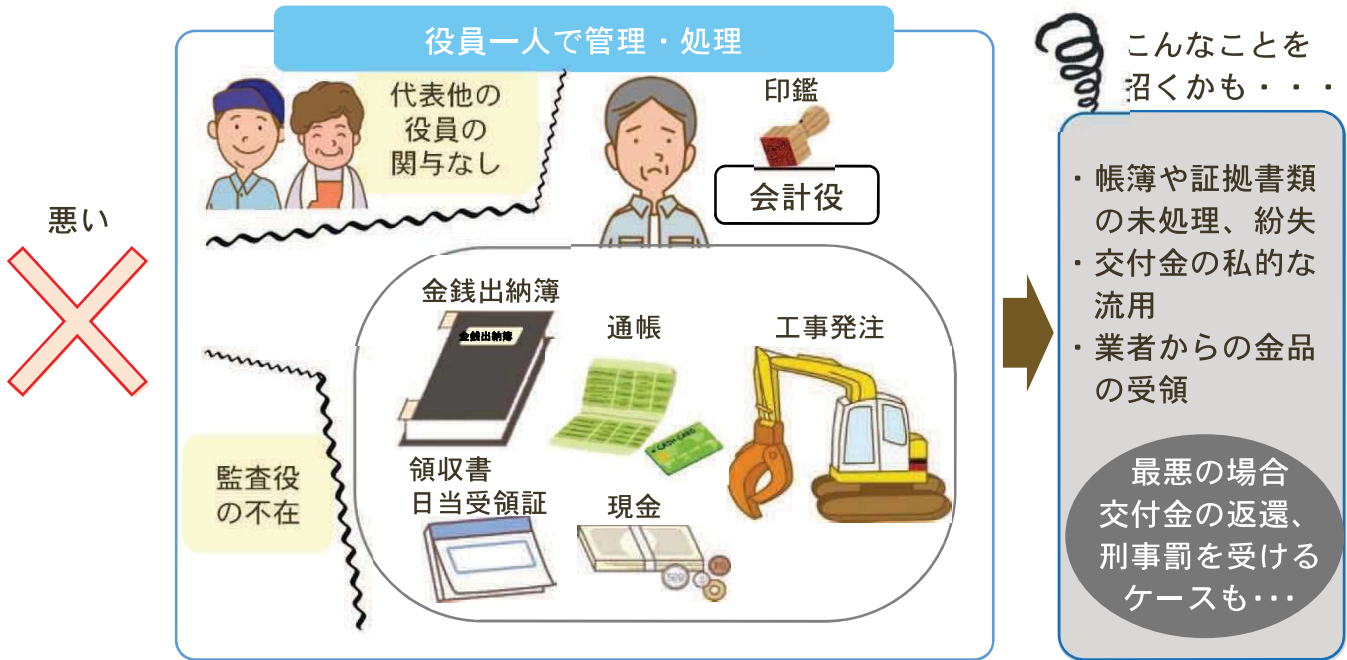 悪い
役員一人で管理・処理
代表他の
役員の
関与なし
印鑑
会計役
金銭出納簿
金銭出納簿
通帳
CASH CARD
工事発注
領収書
日当受領証
現金
500
監査役
の不在
こんなことを
招くかも・・・
・帳簿や証拠書類
の未処理、紛失
・交付金の私的な
流用
・業者からの金品
の受領
最悪の場合
交付金の返還、
刑事罰を受ける
ケースも･･･